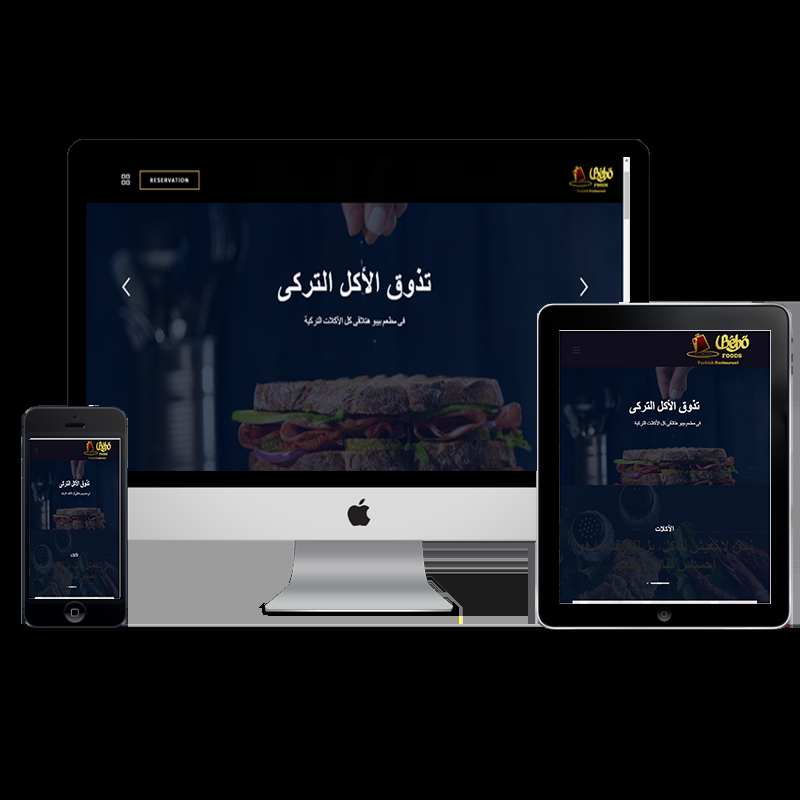 RESERVATION
Bebo
FOODS
Turkish Restaurant
تذوق الأكل التركى
فى مطعم بيبو هتلاقى كل الأكلات التركية
Bebo
FOODS
Turkish Restaurant
تذوق الأكل التركى
فى مطعم بيبو هتلاقى كل الأكلات التركية
الأكلات
Bebo
FOODS
تذوق الأكل التركى
فى مطعم بيبو هتلاقى كل الأكلات التركية